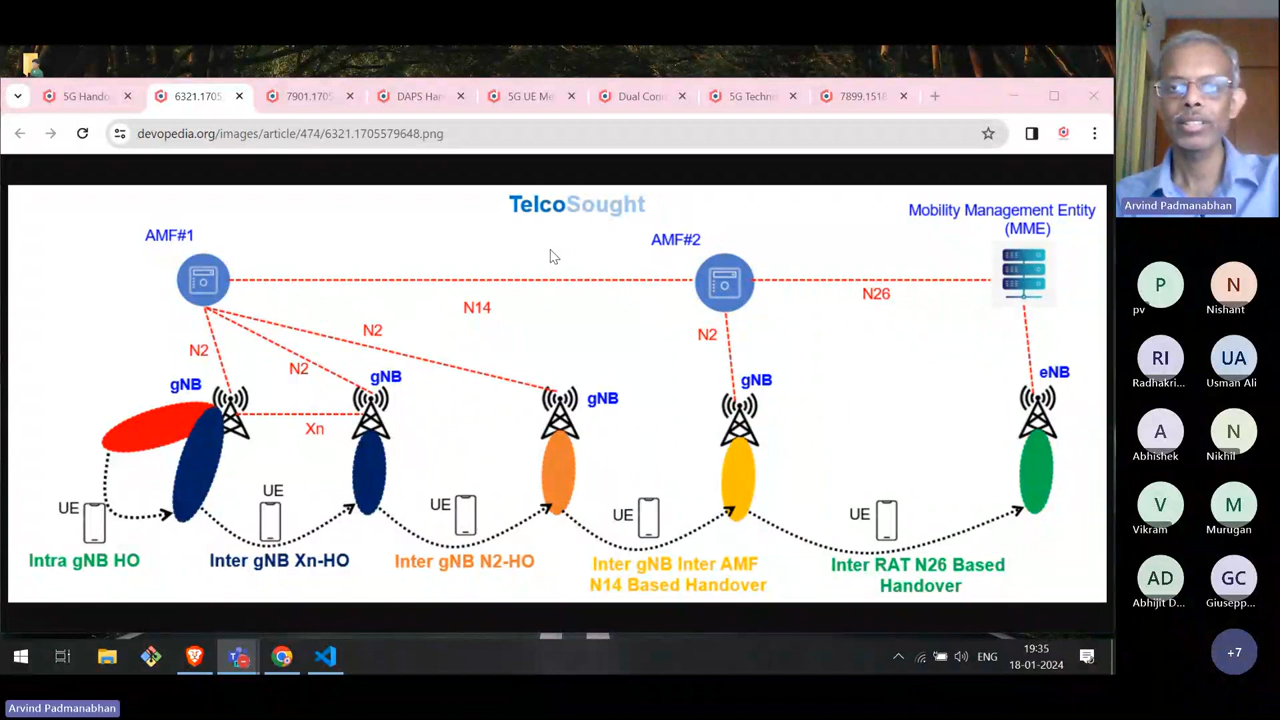 5G Hando
6321.1705
7901.1705
DAPS Han
5G UE Me
Dual Con
5G Techn
7899.1518
devopedia.org/images/article/474/6321.1705579648.png
TelcoSought
Mobility Management Entity
(MME)
AMF#1
AMF#2
N14
N26
N2
N2
N2
N2
gNB
gNB
gNB
gNB
eNB
Xn
UE
UE
UE
UE
UE
Intra gNB HO
Inter gNB Xn-HO
Inter gNB N2-HO
Inter gNB Inter AMF
N14 Based Handover
Inter RAT N26 Based
Handover
ENG
19:35
18-01-2024
Arvind Padmanabhan
Arvind Padmanabhan
P
pv
N
Nishant
RI
Radhakri...
UA
Usman Ali
A
Abhishek
N
Nikhil
V
Vikram
M
Murugan
AD
Abhijit D...
GC
Giusepp...
+7